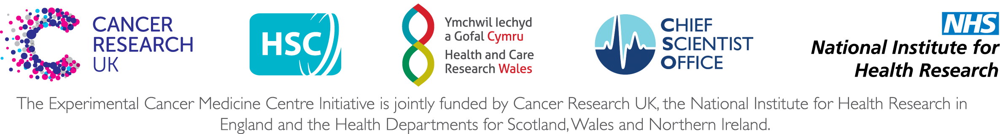 CANCER
RESEARCH
UK
HSC
Ymchwil Iechyd
a Gofal Cymru
Health and Care
Research Wales
CHIEF
SCIENTIST
OFFICE
NHS
National Institute for
Health Research
The Experimental Cancer Medicine Centre Initiative is jointly funded by Cancer Research UK, the National Institute for Health Research in
England and the Health Departments for Scotland, Wales and Northern Ireland.